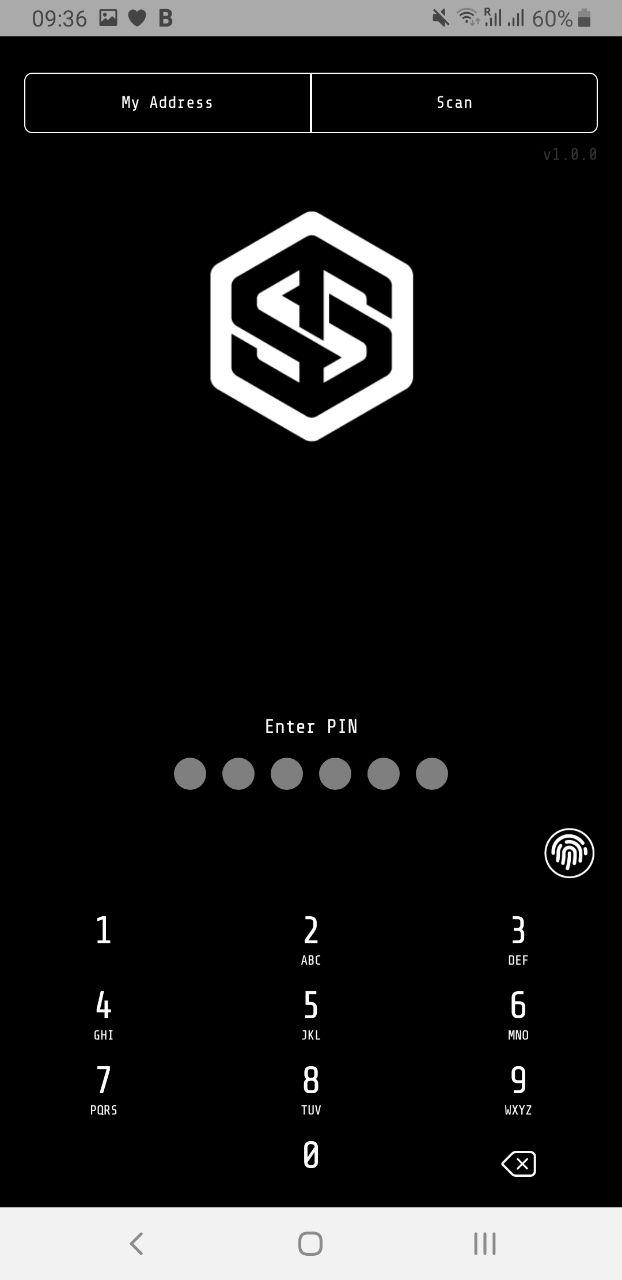 09:36 B R 60%
My Address Scan
v1.0.0
Enter PIN
1 2 3
ABC DEF
4 5 6
GHI JKL MNO
7 8 9
PQRS TUV WXYZ
0